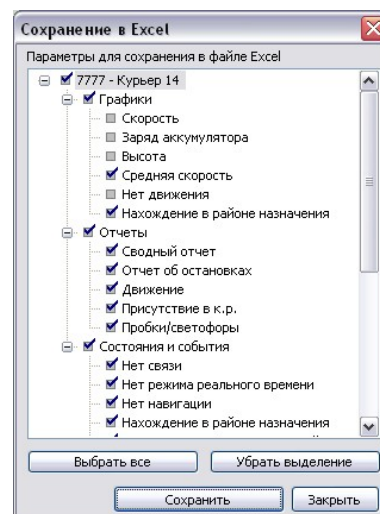 Сохранение в Excel
Параметры для сохранения в файле Excel
7777 - Курьер 14
Графики
Скорость
Заряд аккумулятора
Высота
Средняя скорость
Нет движения
Нахождение в районе назначения
Отчеты
Сводный отчет
Отчет об остановках
Движение
Присутствие в к.р.
Пробки/светофоры
Состояния и события
Нет связи
Нет режима реального времени
Нет навигации
Нахождение в районе назначения
Выбрать все
Убрать выделение
Сохранить
Закрыть